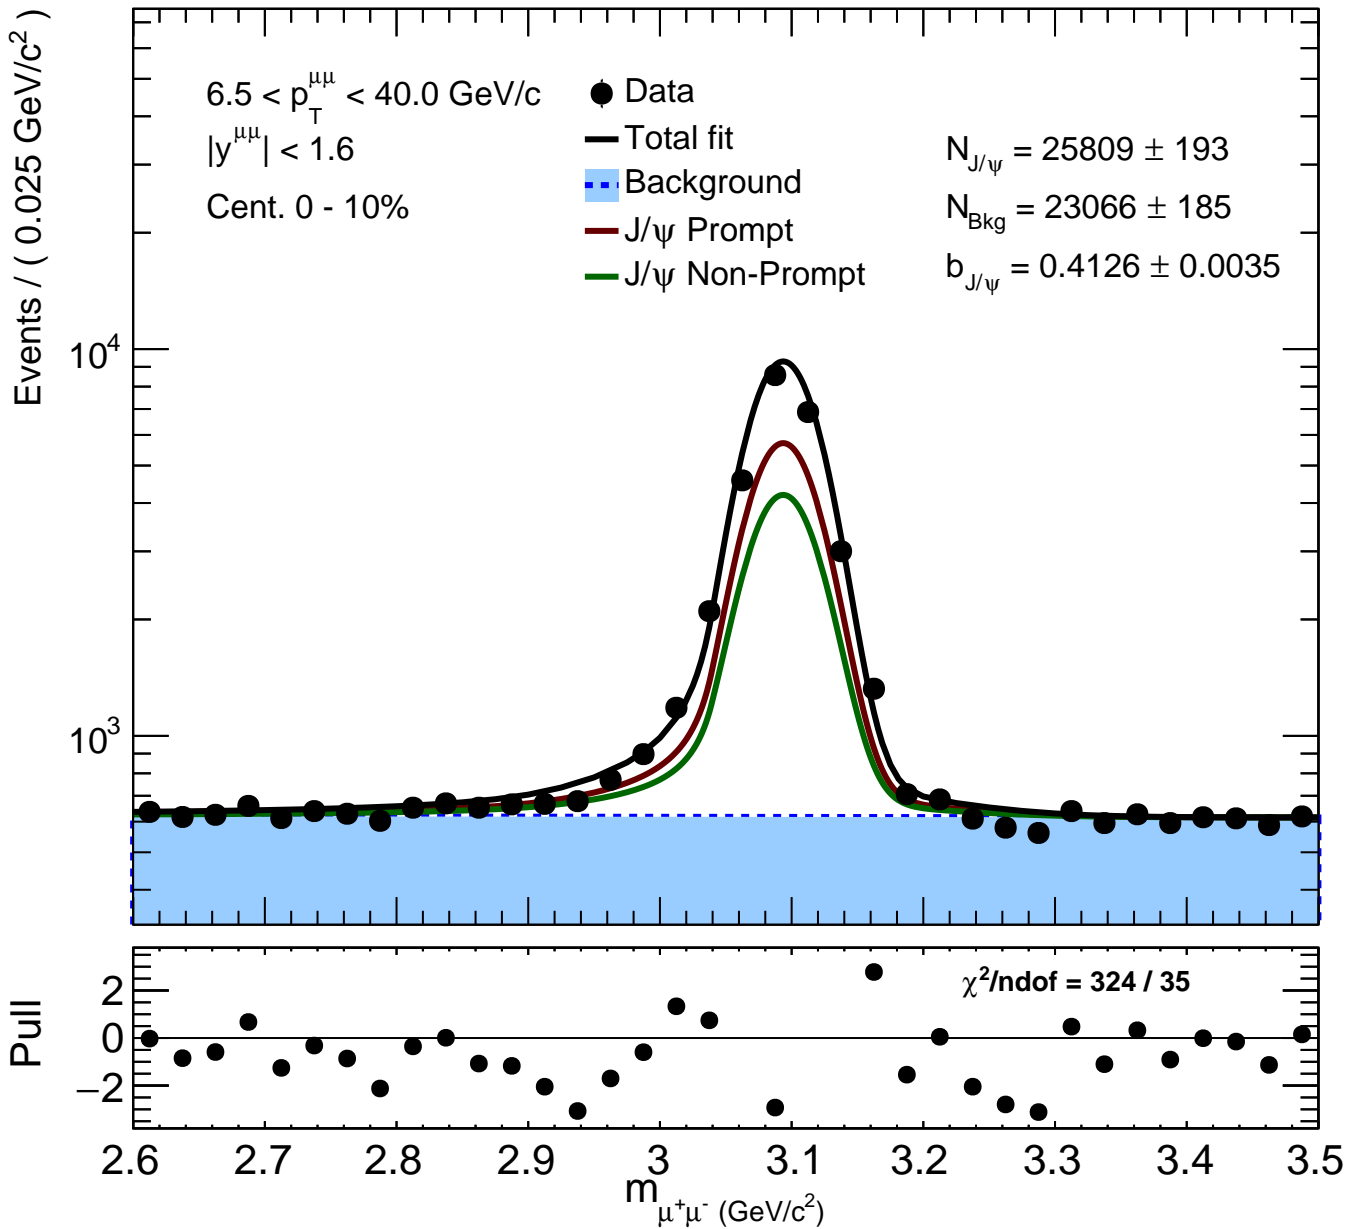 Events / ( 0.025 GeV/c²)
6.5 < p_T^μμ < 40.0 GeV/c
|y^μμ| < 1.6
Cent. 0 - 10%
Data
Total fit
Background
J/ψ Prompt
J/ψ Non-Prompt
N_J/ψ = 25809 ± 193
N_Bkg = 23066 ± 185
b_J/ψ = 0.4126 ± 0.0035
10⁴
10³
Pull
χ²/ndof = 324 / 35
2
0
−2
2.6 2.7 2.8 2.9 3 3.1 3.2 3.3 3.4 3.5
m_μ⁺μ⁻ (GeV/c²)